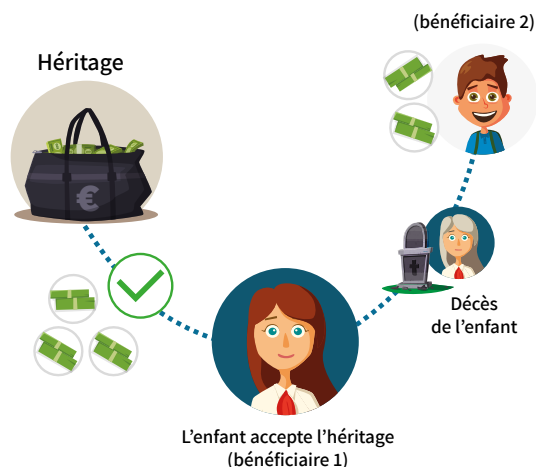 Héritage
€
L'enfant accepte l'héritage
(bénéficiaire 1)
Décès
de l'enfant
(bénéficiaire 2)